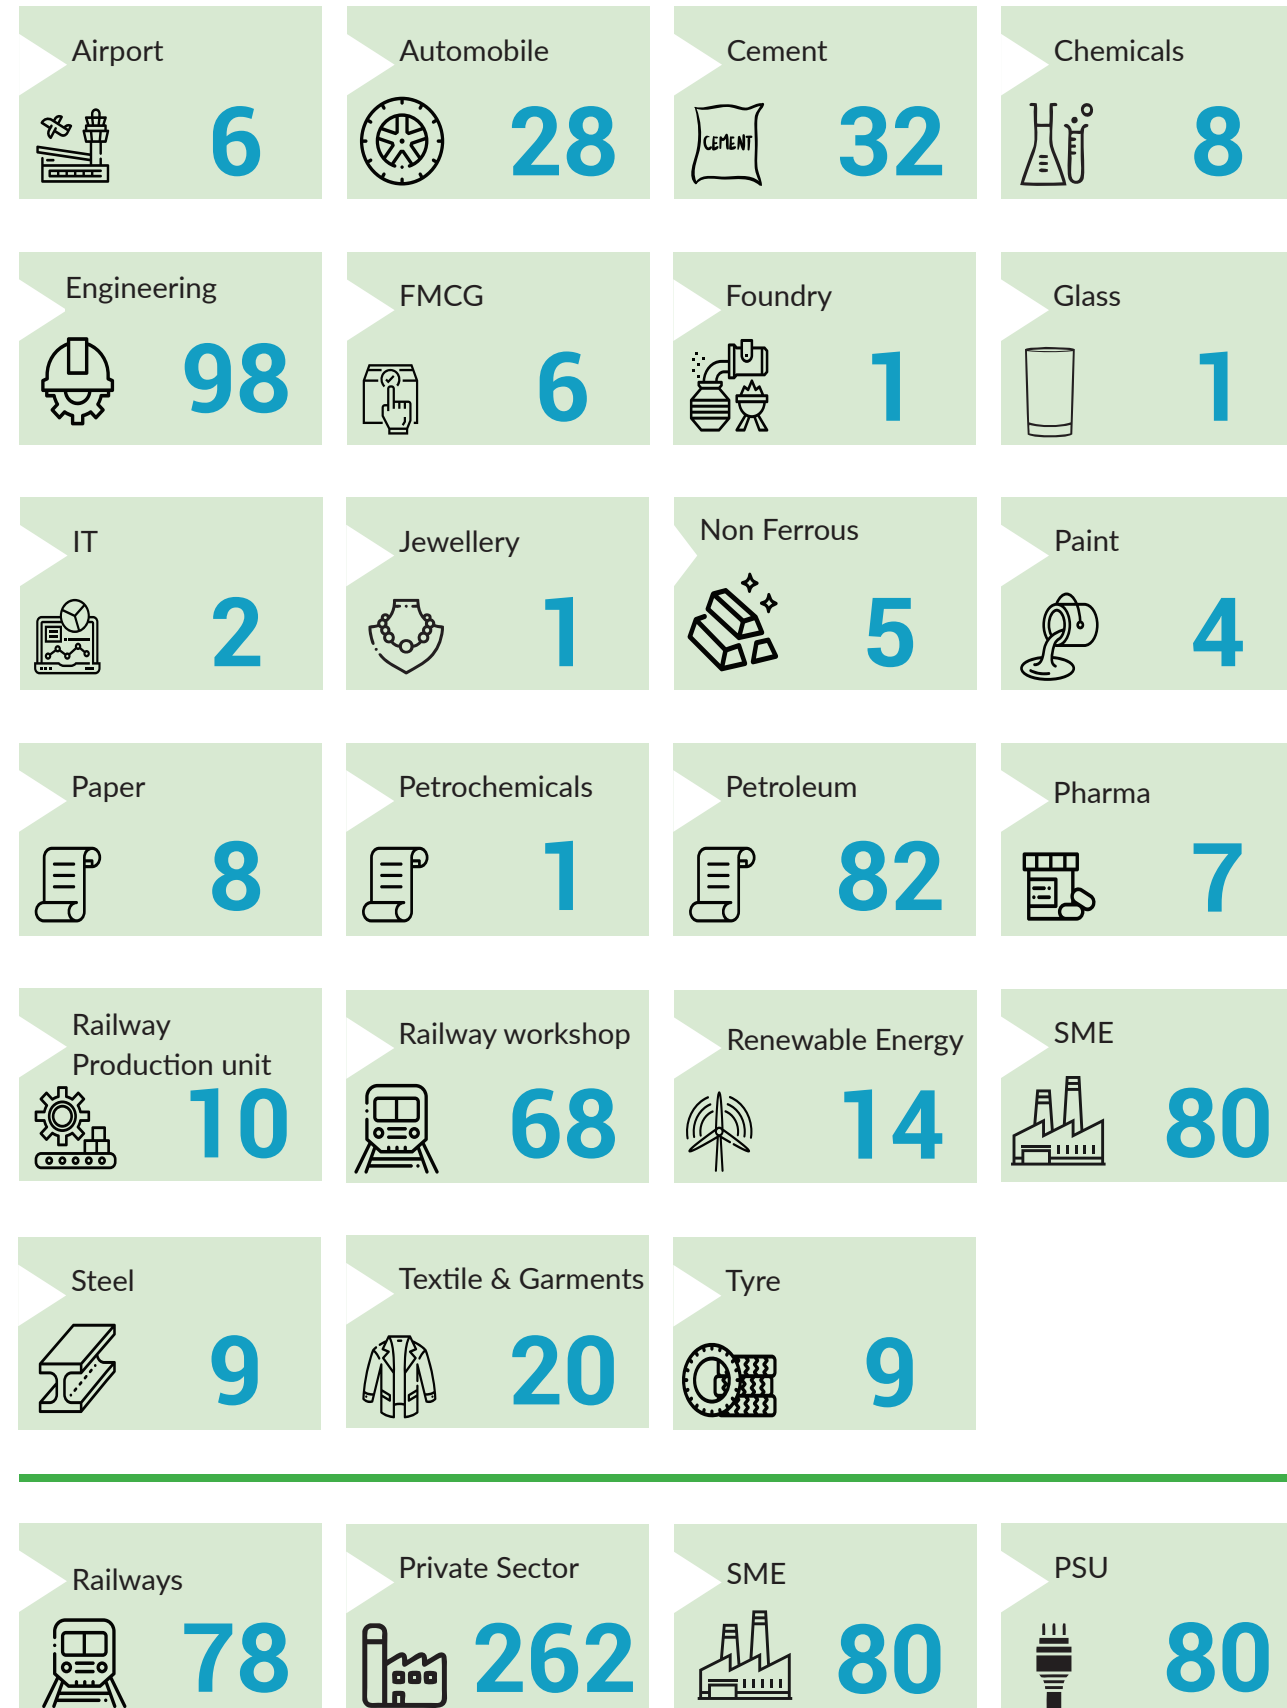 Airport
6
Automobile
28
Cement
CEMENT
32
Chemicals
8
Engineering
98
FMCG
6
Foundry
1
Glass
1
IT
2
Jewellery
1
Non Ferrous
5
Paint
4
Paper
8
Petrochemicals
1
Petroleum
82
Pharma
7
Railway
Production unit
10
Railway workshop
68
Renewable Energy
14
SME
80
Steel
9
Textile & Garments
20
Tyre
9
Railways
78
Private Sector
262
SME
80
PSU
80